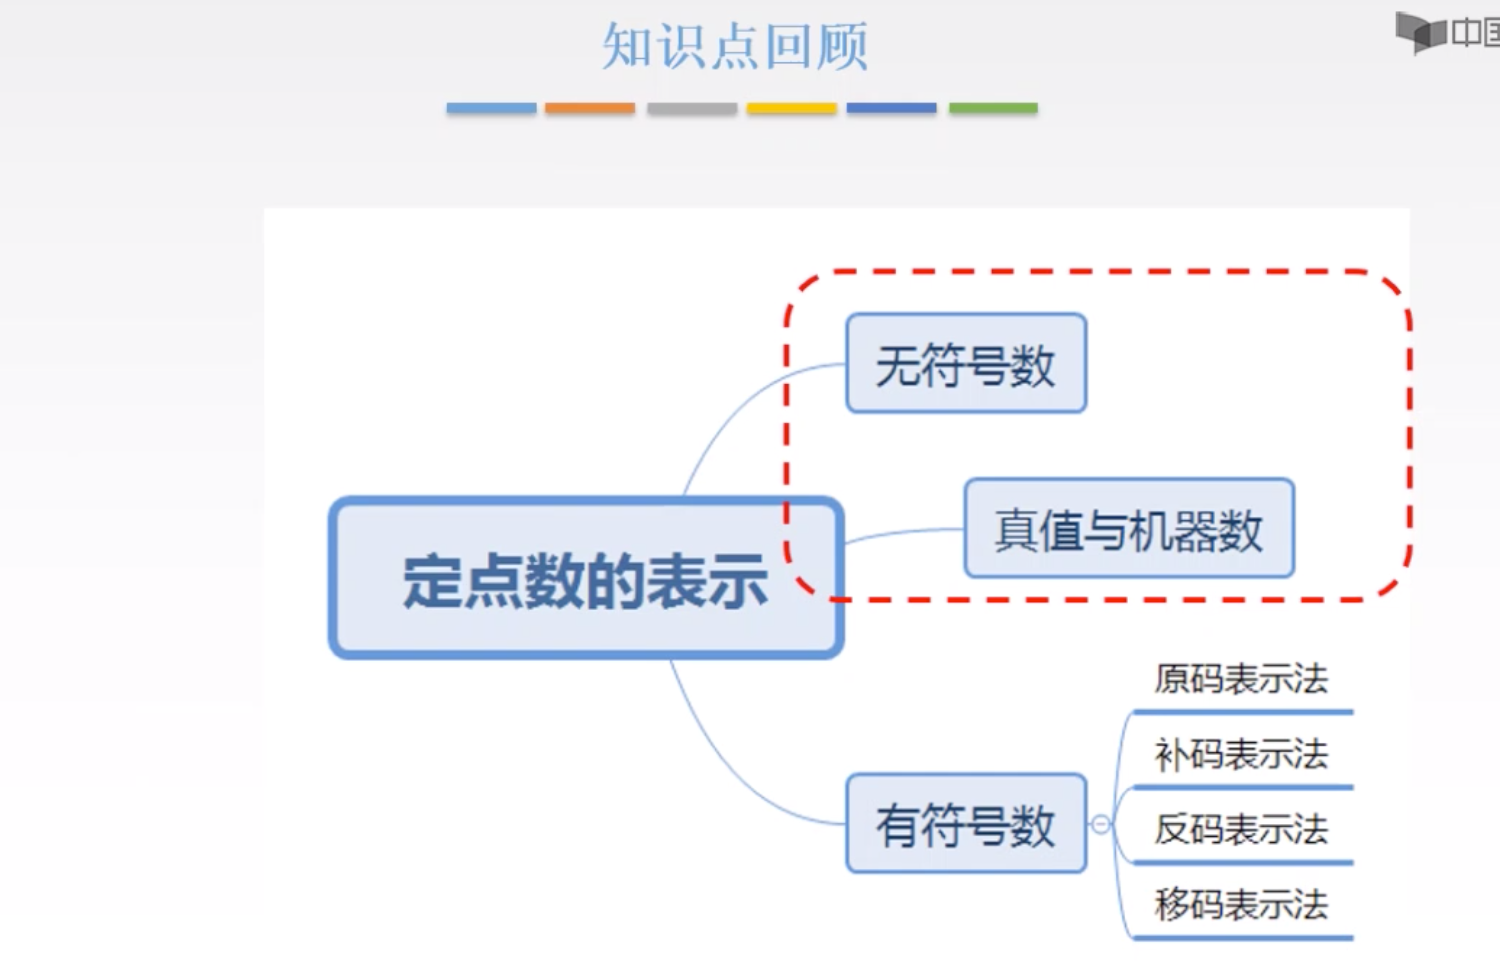 知识点回顾
中国
无符号数
真值与机器数
定点数的表示
有符号数
原码表示法
补码表示法
反码表示法
移码表示法